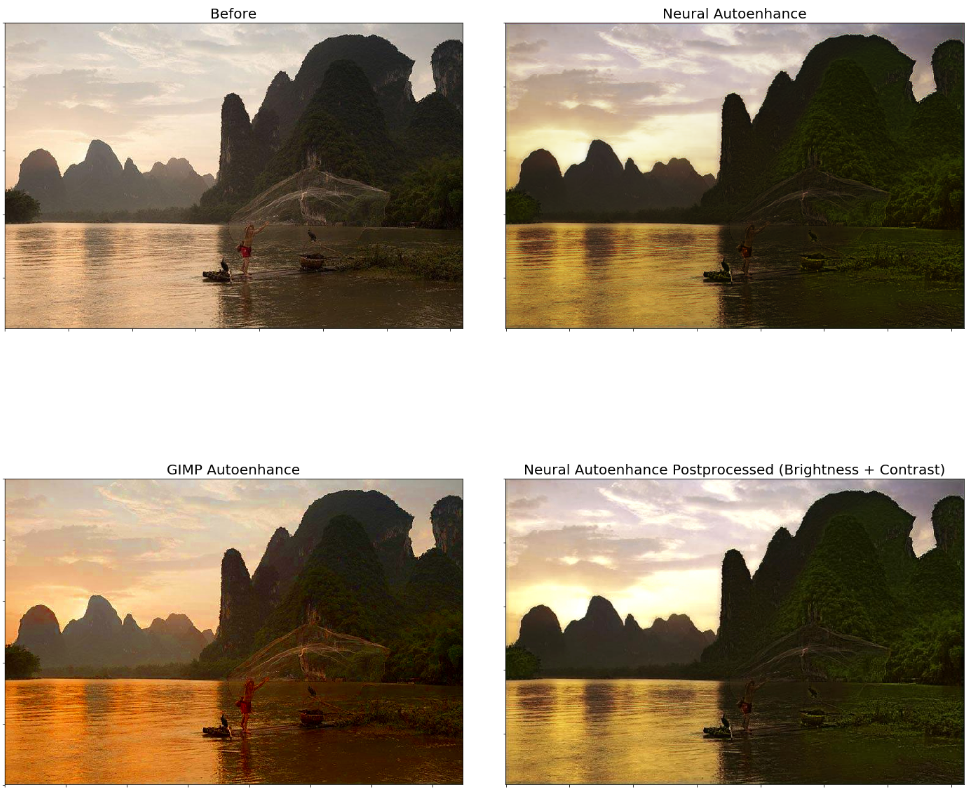 Before
Neural Autoenhance
GIMP Autoenhance
Neural Autoenhance Postprocessed (Brightness + Contrast)